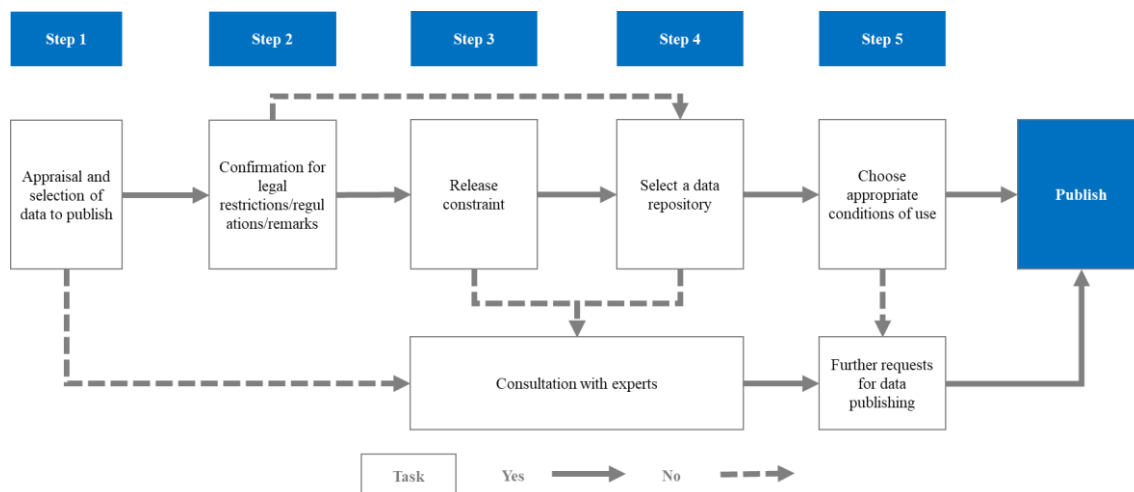 Step 1
Step 2
Step 3
Step 4
Step 5
Appraisal and
selection of
data to publish
Confirmation for
legal
restrictions/regul
ations/remarks
Release
constraint
Select a data
repository
Choose
appropriate
conditions of use
Publish
Consultation with experts
Further requests
for data
publishing
Task
Yes
No